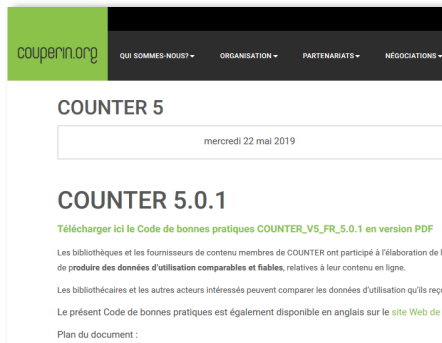 couperin.org
QUI SOMMES-NOUS?
ORGANISATION
PARTENARIATS
NÉGOCIATIONS
COUNTER 5
mercredi 22 mai 2019
COUNTER 5.0.1
Télécharger ici le Code de bonnes pratiques COUNTER_V5_FR_5.0.1 en version PDF
Les bibliothèques et les fournisseurs de contenu membres de COUNTER ont participé à l'élaboration de
de produire des données d'utilisation comparables et fiables, relatives à leur contenu en ligne.
Les bibliothécaires et les autres acteurs intéressés peuvent comparer les données d'utilisation qu'ils
Le présent Code de bonnes pratiques est également disponible en anglais sur le site Web de
Plan du document :